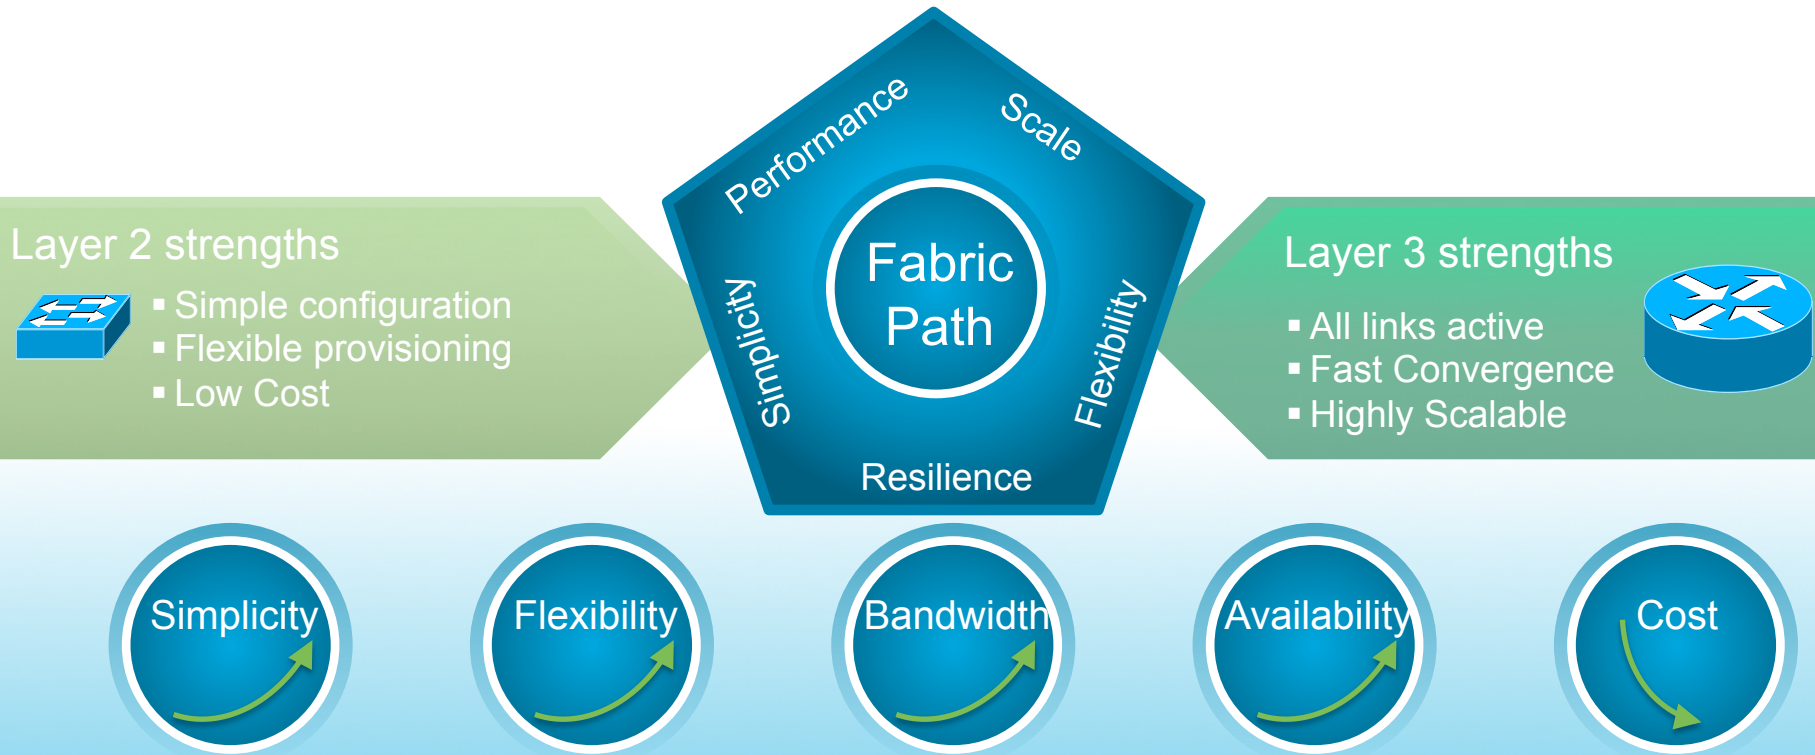 Performance
Scale
Layer 2 strengths
▪ Simple configuration
▪ Flexible provisioning
▪ Low Cost
Simplicity
Fabric
Path
Flexibility
Resilience
Layer 3 strengths
▪ All links active
▪ Fast Convergence
▪ Highly Scalable
Simplicity
Flexibility
Bandwidth
Availability
Cost